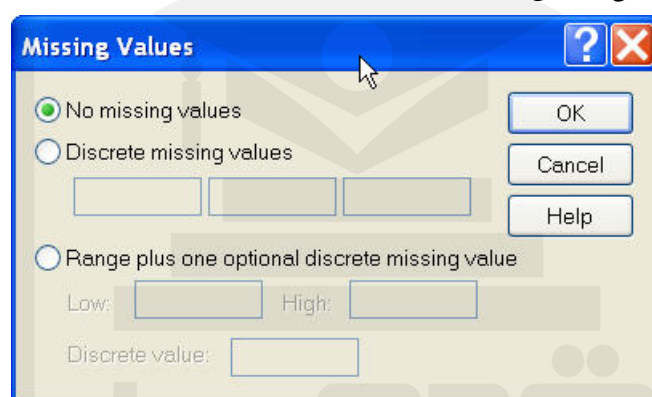 Missing Values
No missing values
OK
Discrete missing values
Cancel
Help
Range plus one optional discrete missing value
Low:
High:
Discrete value: